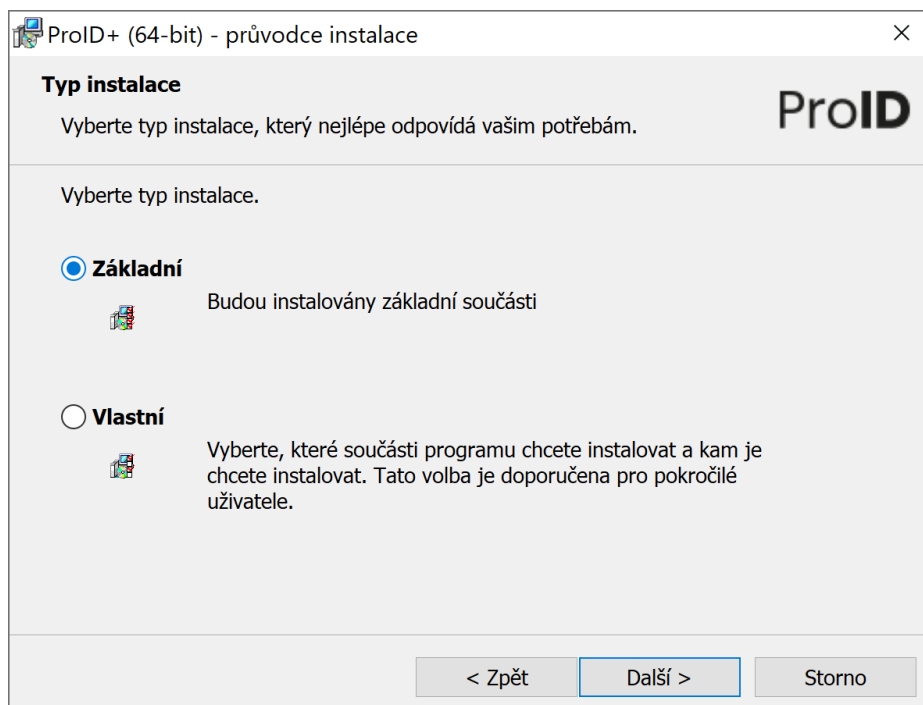 ProID+ (64-bit) - průvodce instalace
Typ instalace
Vyberte typ instalace, který nejlépe odpovídá vašim potřebám.
ProID
Vyberte typ instalace.
Základní
Budou instalovány základní součásti
Vlastní
Vyberte, které součásti programu chcete instalovat a kam je
chcete instalovat. Tato volba je doporučena pro pokročilé
uživatele.
< Zpět
Další >
Storno